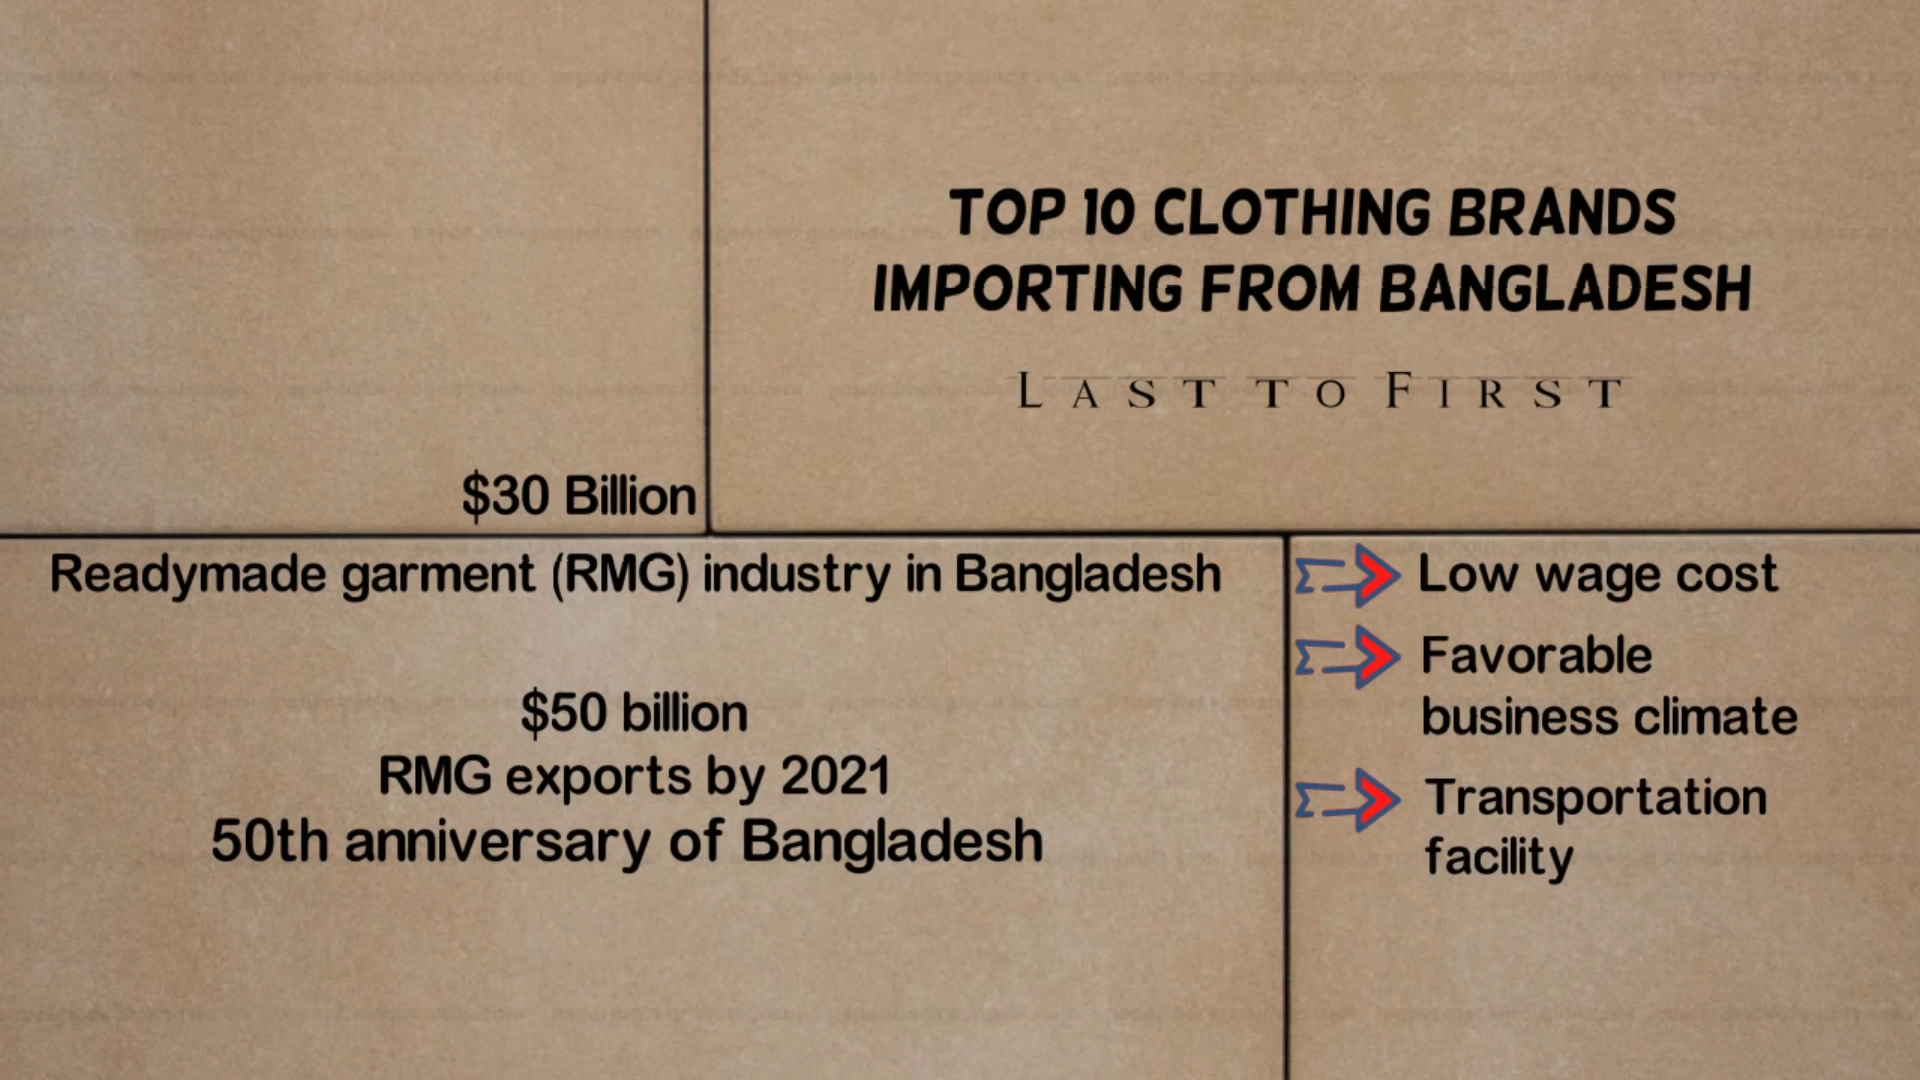 TOP 10 CLOTHING BRANDS
IMPORTING FROM BANGLADESH
LAST TO FIRST
$30 Billion
Readymade garment (RMG) industry in Bangladesh
$50 billion
RMG exports by 2021
50th anniversary of Bangladesh
Low wage cost
Favorable
business climate
Transportation
facility